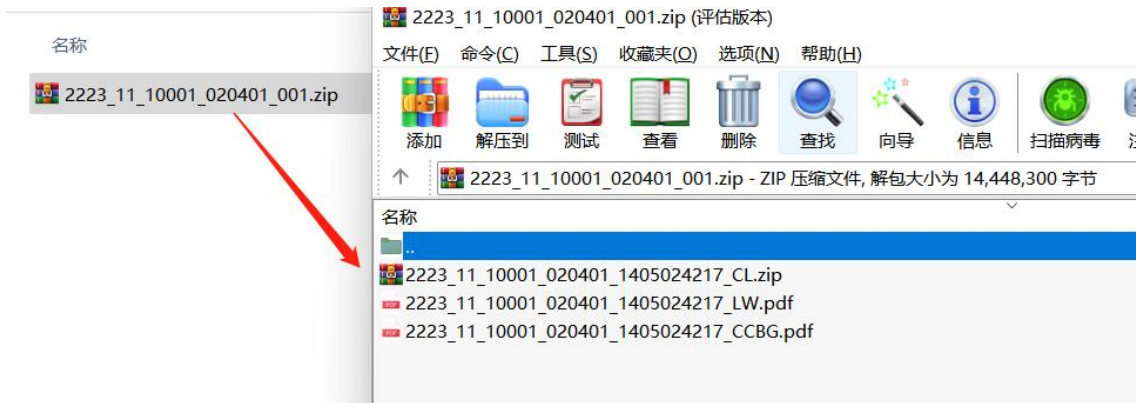 名称
2223_11_10001_020401_001.zip
2223_11_10001_020401_001.zip (评估版本)
文件(F) 命令(C) 工具(S) 收藏夹(O) 选项(N) 帮助(H)
添加 解压到 测试 查看 删除 查找 向导 信息 扫描病毒
2223_11_10001_020401_001.zip - ZIP 压缩文件, 解包大小为 14,448,300 字节
名称
..
2223_11_10001_020401_1405024217_CL.zip
2223_11_10001_020401_1405024217_LW.pdf
2223_11_10001_020401_1405024217_CCBG.pdf